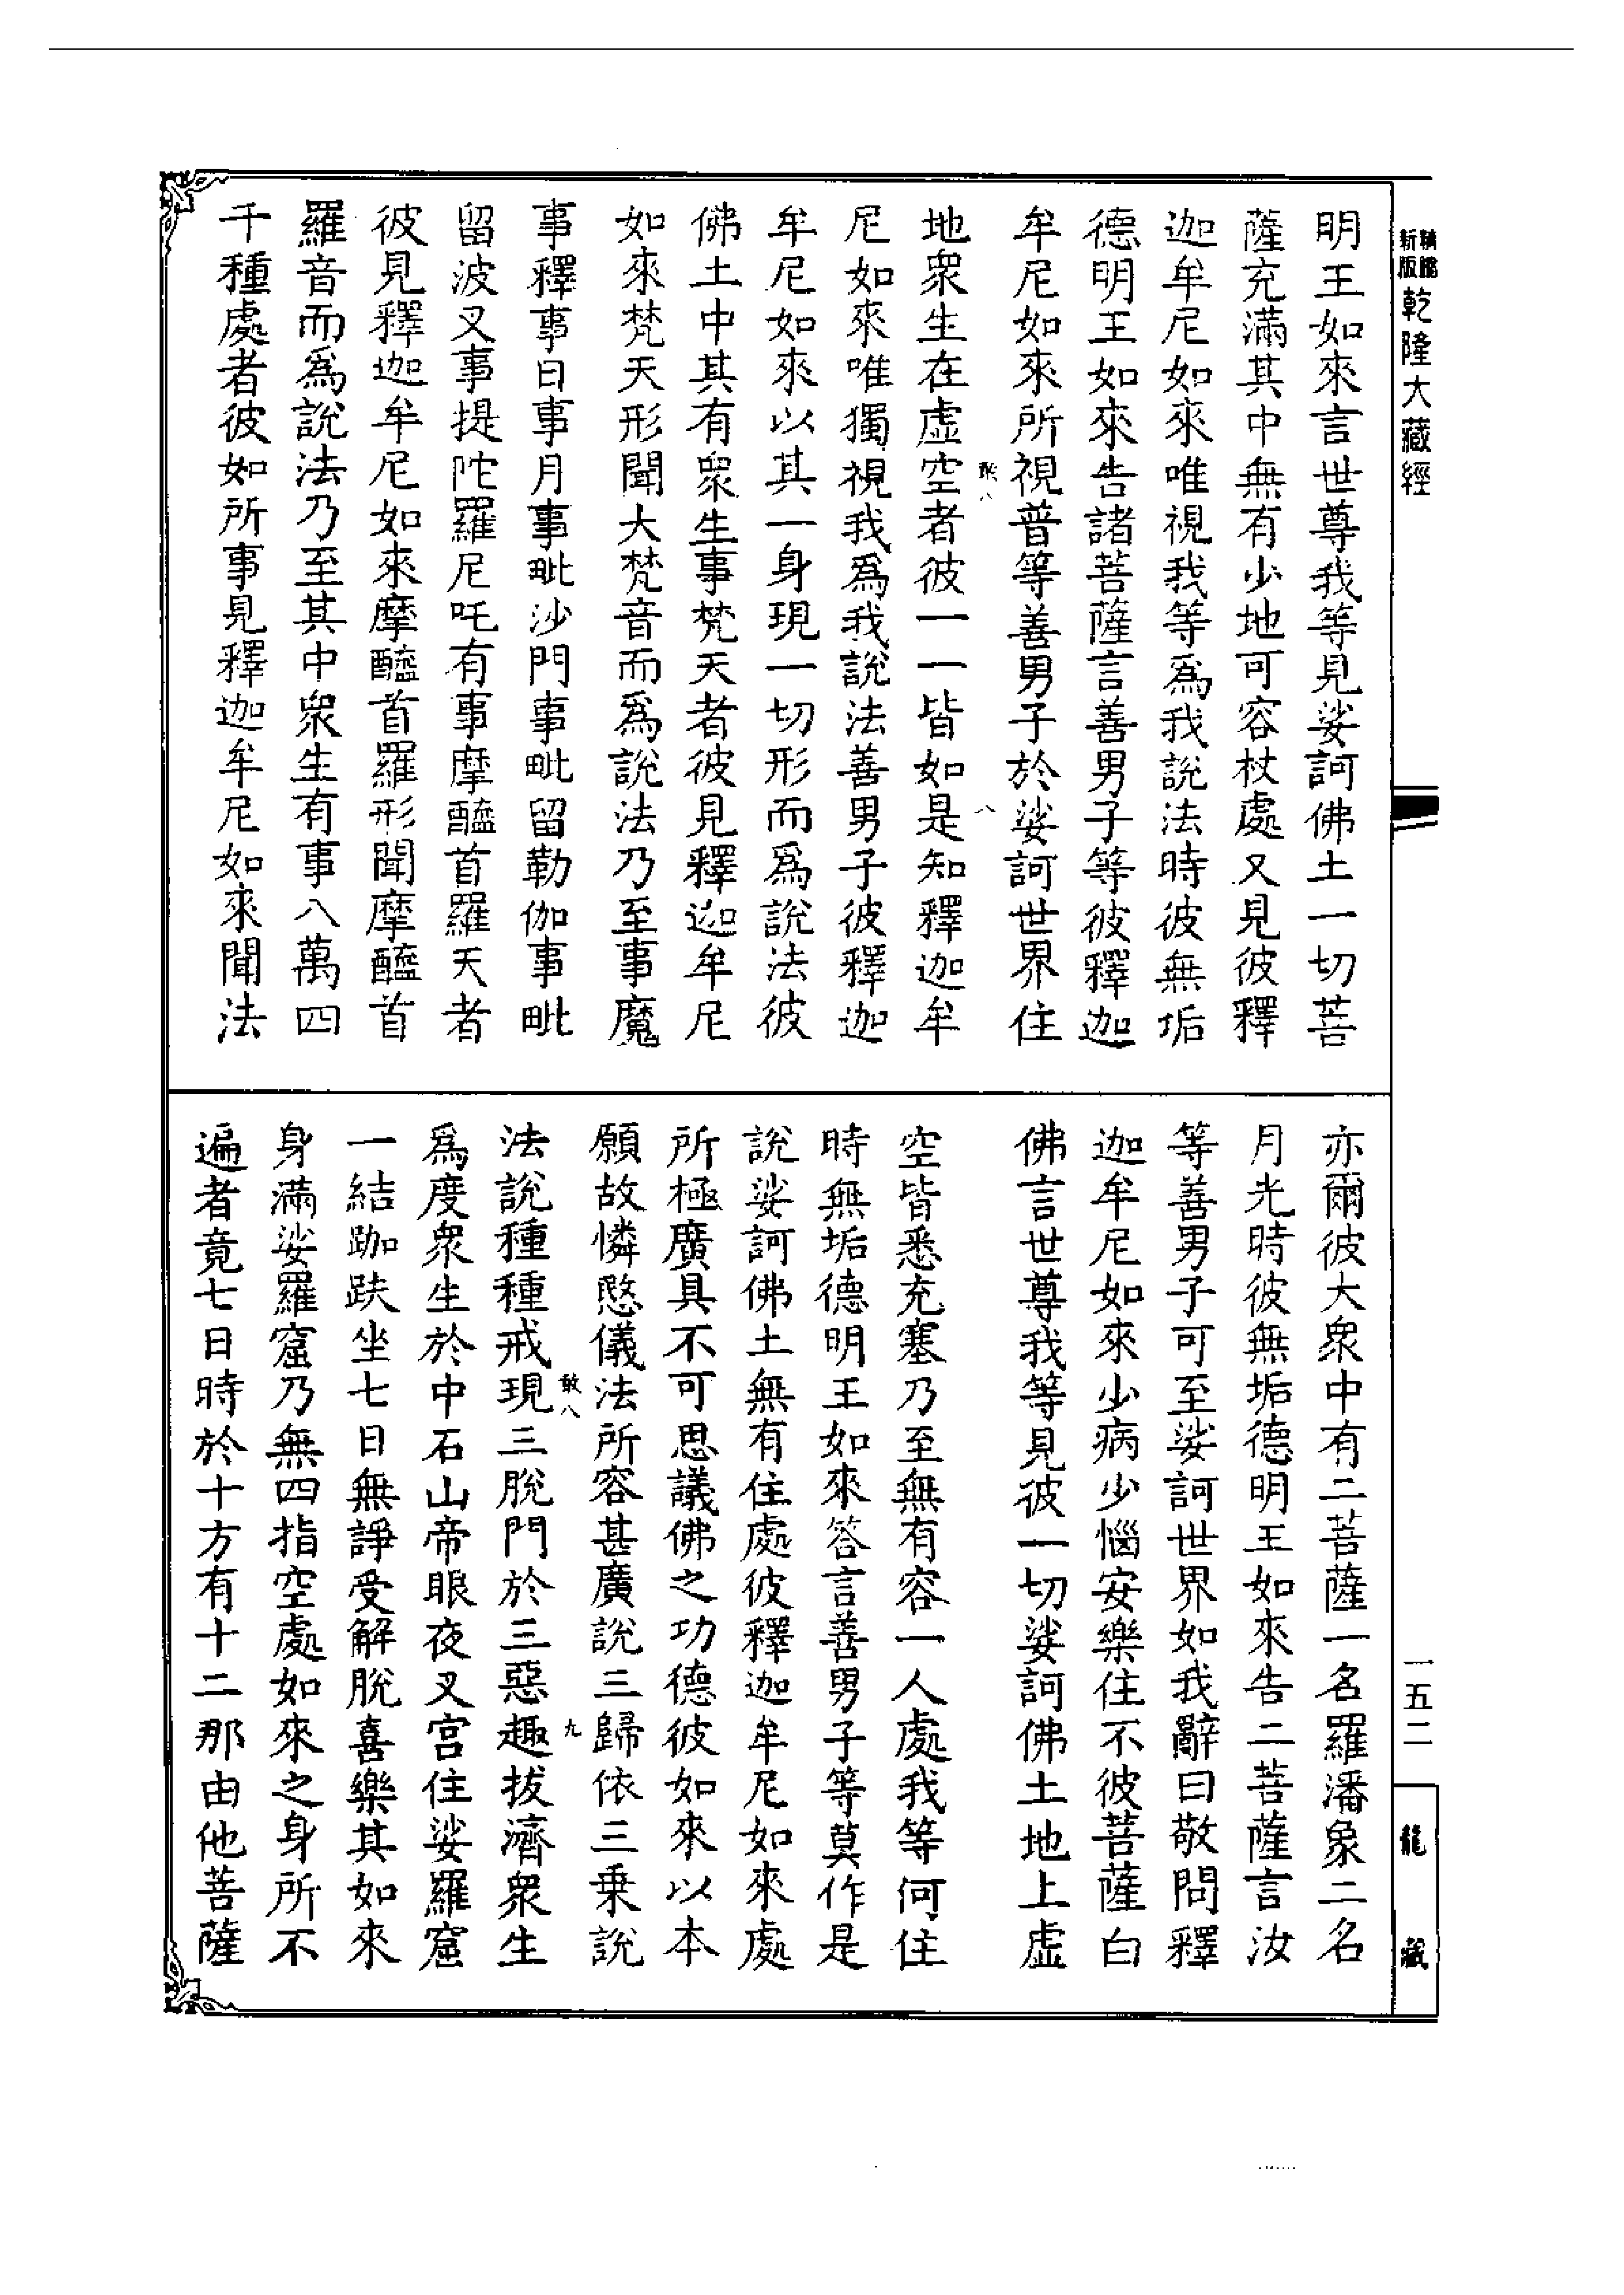 新版 精縮 乾隆大藏經
明王如來言世尊我等見娑訶佛土一切菩
薩充滿其中無有少地可容杖處又見彼釋
迦牟尼如來唯視我等為我說法時彼無垢
德明王如來告諸菩薩言善男子等彼釋迦
牟尼如來所視普等善男子於娑訶世界住
敢八 八
地眾生在虛空者彼一一皆如是知釋迦牟
尼如來唯獨視我為我說法善男子彼釋迦
牟尼如來以其一身現一切形而為說法彼
佛土中其有眾生事梵天者彼見釋迦牟尼
如來梵天形聞大梵音而為說法乃至事魔
事釋事日事月事毗沙門事毗留勒伽事毗
留波叉事提陀羅尼吒有事摩醯首羅天者
彼見釋迦牟尼如來摩醯首羅形聞摩醯首
羅音而為說法乃至其中眾生有事八萬四
千種處者彼如所事見釋迦牟尼如來聞法
亦爾彼大眾中有二菩薩一名羅潘象二名
月光時彼無垢德明王如來告二菩薩言汝
等善男子可至娑訶世界如我辭曰敬問釋
迦牟尼如來少病少惱安樂住不彼菩薩白
佛言世尊我等見彼一切娑訶佛土地上虛
空皆悉充塞乃至無有容一人處我等何住
時無垢德明王如來答言善男子等莫作是
說娑訶佛土無有住處彼釋迦牟尼如來處
所極廣具不可思議佛之功德彼如來以本
願故憐愍儀法所容甚廣說三歸依三乘說
敢八 九
法說種種戒現三脫門於三惡趣拔濟眾生
為度眾生於中石山帝眼夜叉宮住娑羅窟
一結跏趺坐七日無諍受解脫喜樂其如來
身滿娑羅窟乃無四指空處如來之身所不
遍者竟七日時於十方有十二那由他菩薩
一五二
龍藏